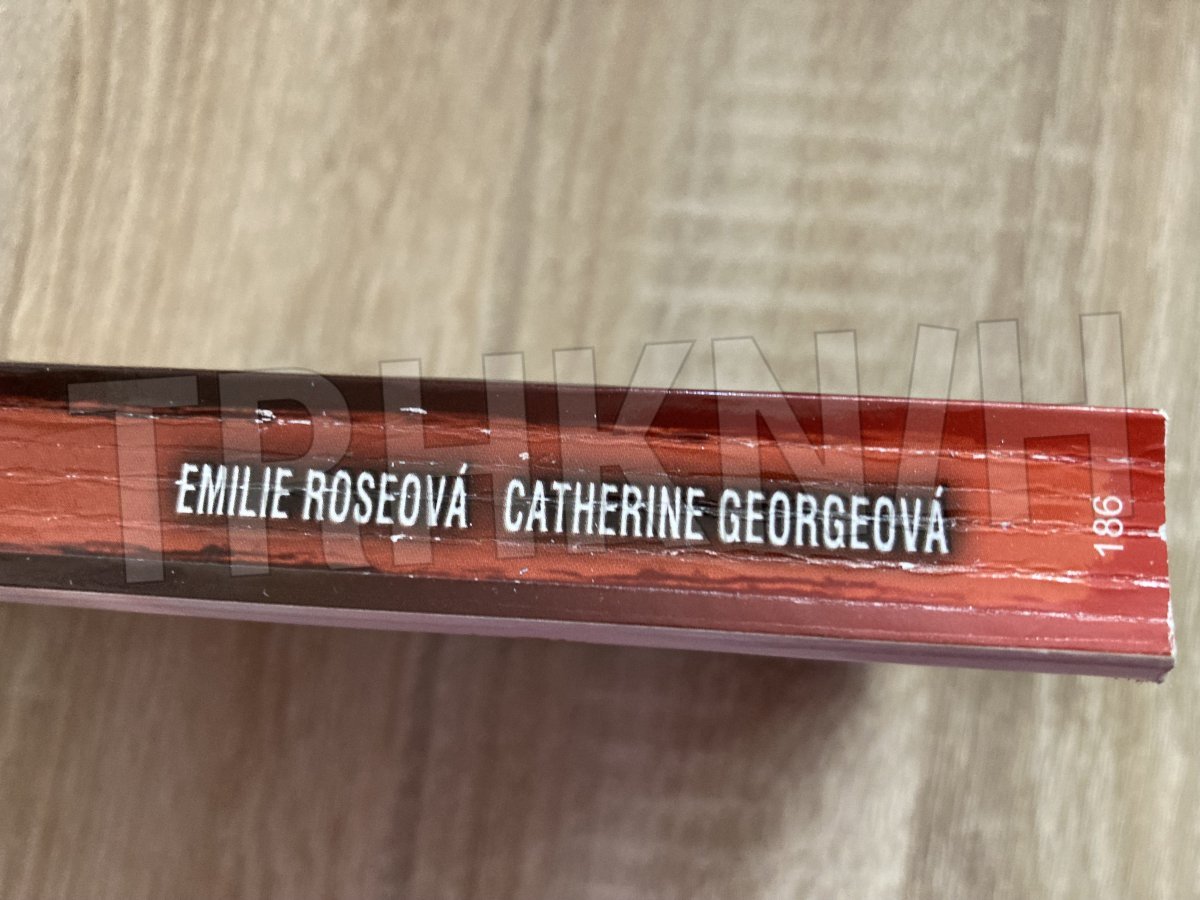 EMILIE ROSEOVÁ CATHERINE GEORGEOVÁ
186
TRHKNIH